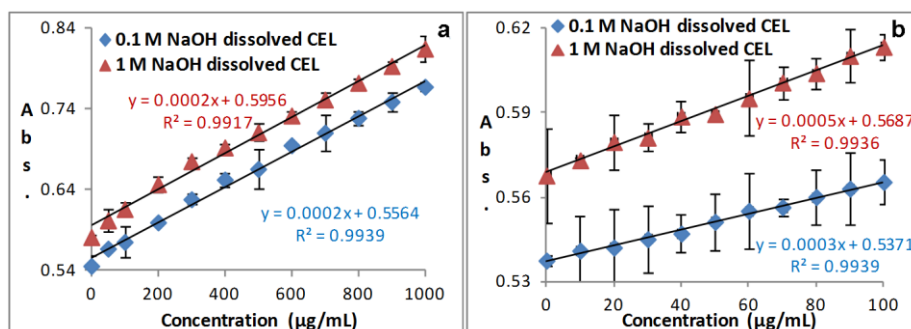 a
0.1 M NaOH dissolved CEL
1 M NaOH dissolved CEL
y = 0.0002x + 0.5956
R² = 0.9917
y = 0.0002x + 0.5564
R² = 0.9939
0.84
0.74
0.64
0.54
Abs.
0 200 400 600 800 1000
Concentration (µg/mL)
b
0.1 M NaOH dissolved CEL
1 M NaOH dissolved CEL
y = 0.0005x + 0.5687
R² = 0.9936
y = 0.0003x + 0.5371
R² = 0.9939
0.62
0.59
0.56
0.53
Abs.
0 20 40 60 80 100
Concentration (µg/mL)